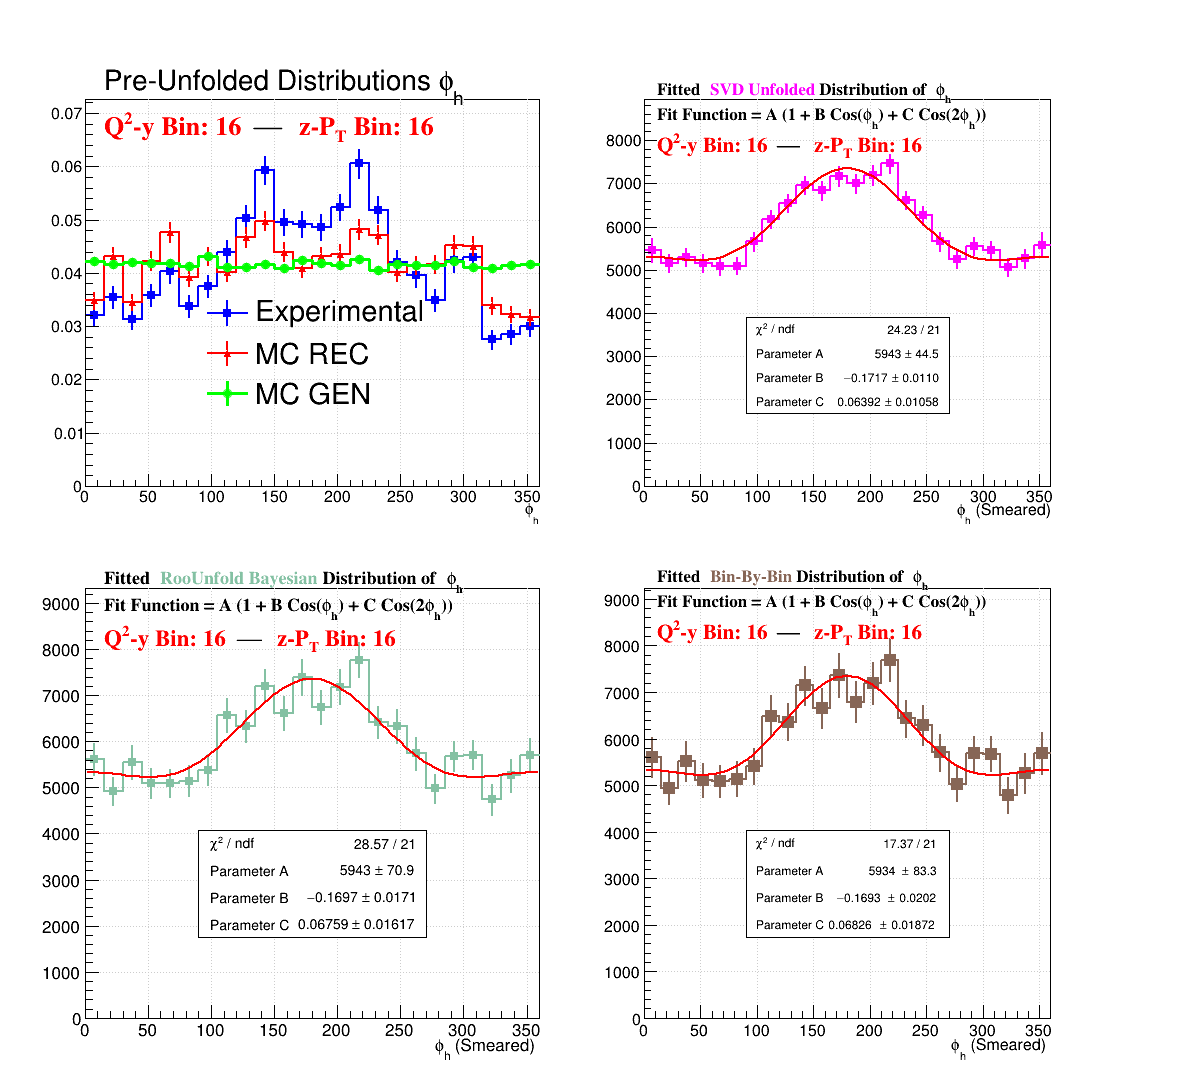 Pre-Unfolded Distributions ϕh
Q²-y Bin: 16 — z-PT Bin: 16
0.07
0.06
0.05
0.04
0.03
0.02
0.01
0
Experimental
MC REC
MC GEN
0 50 100 150 200 250 300 350
ϕh
Fitted SVD Unfolded Distribution of ϕh
Fit Function = A (1 + B Cos(ϕh) + C Cos(2ϕh))
Q²-y Bin: 16 — z-PT Bin: 16
8000
7000
6000
5000
4000
3000
2000
1000
0
χ² / ndf 24.23 / 21
Parameter A 5943 ± 44.5
Parameter B −0.1717 ± 0.0110
Parameter C 0.06392 ± 0.01058
0 50 100 150 200 250 300 350
ϕh (Smeared)
Fitted RooUnfold Bayesian Distribution of ϕh
Fit Function = A (1 + B Cos(ϕh) + C Cos(2ϕh))
Q²-y Bin: 16 — z-PT Bin: 16
9000
8000
7000
6000
5000
4000
3000
2000
1000
0
χ² / ndf 28.57 / 21
Parameter A 5943 ± 70.9
Parameter B −0.1697 ± 0.0171
Parameter C 0.06759 ± 0.01617
0 50 100 150 200 250 300 350
ϕh (Smeared)
Fitted Bin-By-Bin Distribution of ϕh
Fit Function = A (1 + B Cos(ϕh) + C Cos(2ϕh))
Q²-y Bin: 16 — z-PT Bin: 16
9000
8000
7000
6000
5000
4000
3000
2000
1000
0
χ² / ndf 17.37 / 21
Parameter A 5934 ± 83.3
Parameter B −0.1693 ± 0.0202
Parameter C 0.06826 ± 0.01872
0 50 100 150 200 250 300 350
ϕh (Smeared)